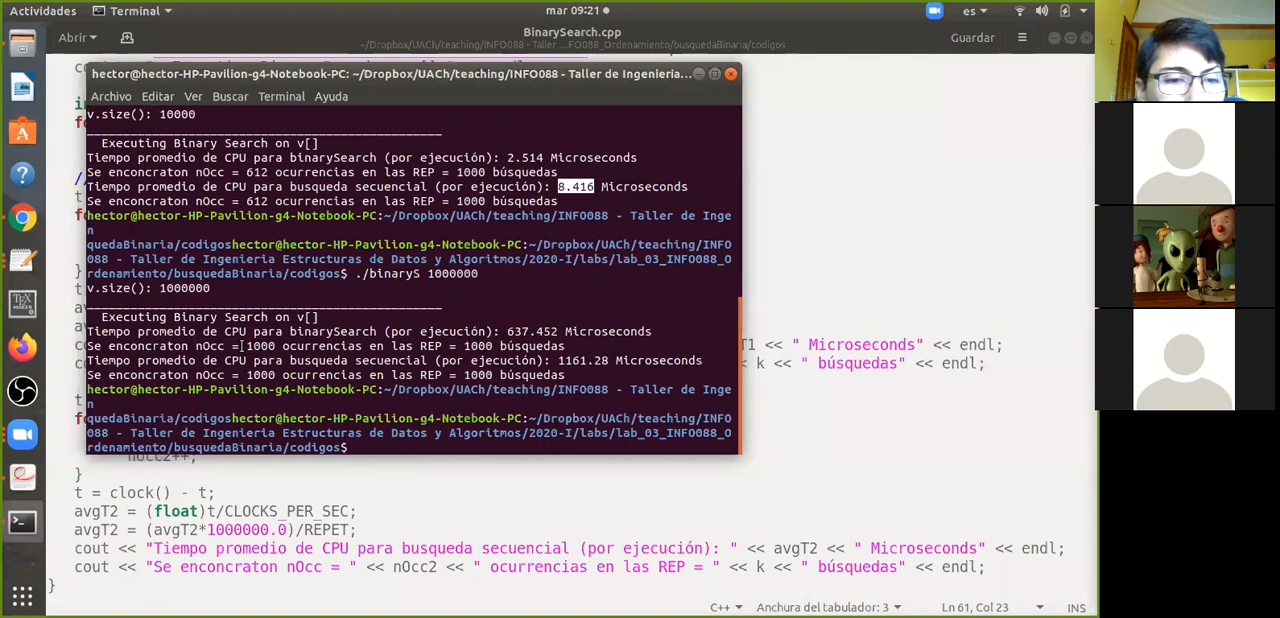 Actividades
Terminal
mar 09:21
es
Abrir
BinarySearch.cpp
~/Dropbox/UACh/teaching/INFO088 - Taller …FO_Ordenamiento/busquedaBinaria/codigos
Guardar
hector@hector-HP-Pavilion-g4-Notebook-PC: ~/Dropbox/UACh/teaching/INFO088 - Taller de Ingenieria...
Archivo Editar Ver Buscar Terminal Ayuda
v.size(): 10000
Executing Binary Search on v[]
Tiempo promedio de CPU para binarySearch (por ejecución): 2.514 Microseconds
Se enconcraton nOcc = 612 ocurrencias en las REP = 1000 búsquedas
Tiempo promedio de CPU para busqueda secuencial (por ejecución): 8.416 Microseconds
Se enconcraton nOcc = 612 ocurrencias en las REP = 1000 búsquedas
hector@hector-HP-Pavilion-g4-Notebook-PC:~/Dropbox/UACh/teaching/INFO088 - Taller de Inge
n
quedaBinaria/codigoshector@hector-HP-Pavilion-g4-Notebook-PC:~/Dropbox/UACh/teaching/INFO
088 - Taller de Ingenieria Estructuras de Datos y Algoritmos/2020-I/labs/lab_03_INFO088_O
rdenamiento/busquedaBinaria/codigos$ ./binaryS 1000000
v.size(): 1000000
Executing Binary Search on v[]
Tiempo promedio de CPU para binarySearch (por ejecución): 637.452 Microseconds
Se enconcraton nOcc = 1000 ocurrencias en las REP = 1000 búsquedas
Tiempo promedio de CPU para busqueda secuencial (por ejecución): 1161.28 Microseconds
Se enconcraton nOcc = 1000 ocurrencias en las REP = 1000 búsquedas
hector@hector-HP-Pavilion-g4-Notebook-PC:~/Dropbox/UACh/teaching/INFO088 - Taller de Inge
n
quedaBinaria/codigoshector@hector-HP-Pavilion-g4-Notebook-PC:~/Dropbox/UACh/teaching/INFO
088 - Taller de Ingenieria Estructuras de Datos y Algoritmos/2020-I/labs/lab_03_INFO088_O
rdenamiento/busquedaBinaria/codigos$
T1 << " Microseconds" << endl;
< k << " búsquedas" << endl;
nOcc2++;
}
t = clock() - t;
avgT2 = (float)t/CLOCKS_PER_SEC;
avgT2 = (avgT2*1000000.0)/REPET;
cout << "Tiempo promedio de CPU para busqueda secuencial (por ejecución): " << avgT2 << " Microseconds" << endl;
cout << "Se enconcraton nOcc = " << nOcc2 << " ocurrencias en las REP = " << k << " búsquedas" << endl;
}
C++ Anchura del tabulador: 3 Ln 61, Col 23 INS